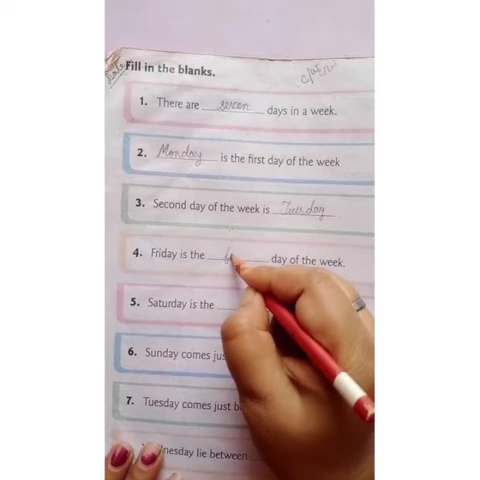 Fill in the blanks.
1. There are seven days in a week.
2. Monday is the first day of the week
3. Second day of the week is Tuesday
4. Friday is the day of the week.
5. Saturday is the
6. Sunday comes jus
7. Tuesday comes just b
nesday lie between